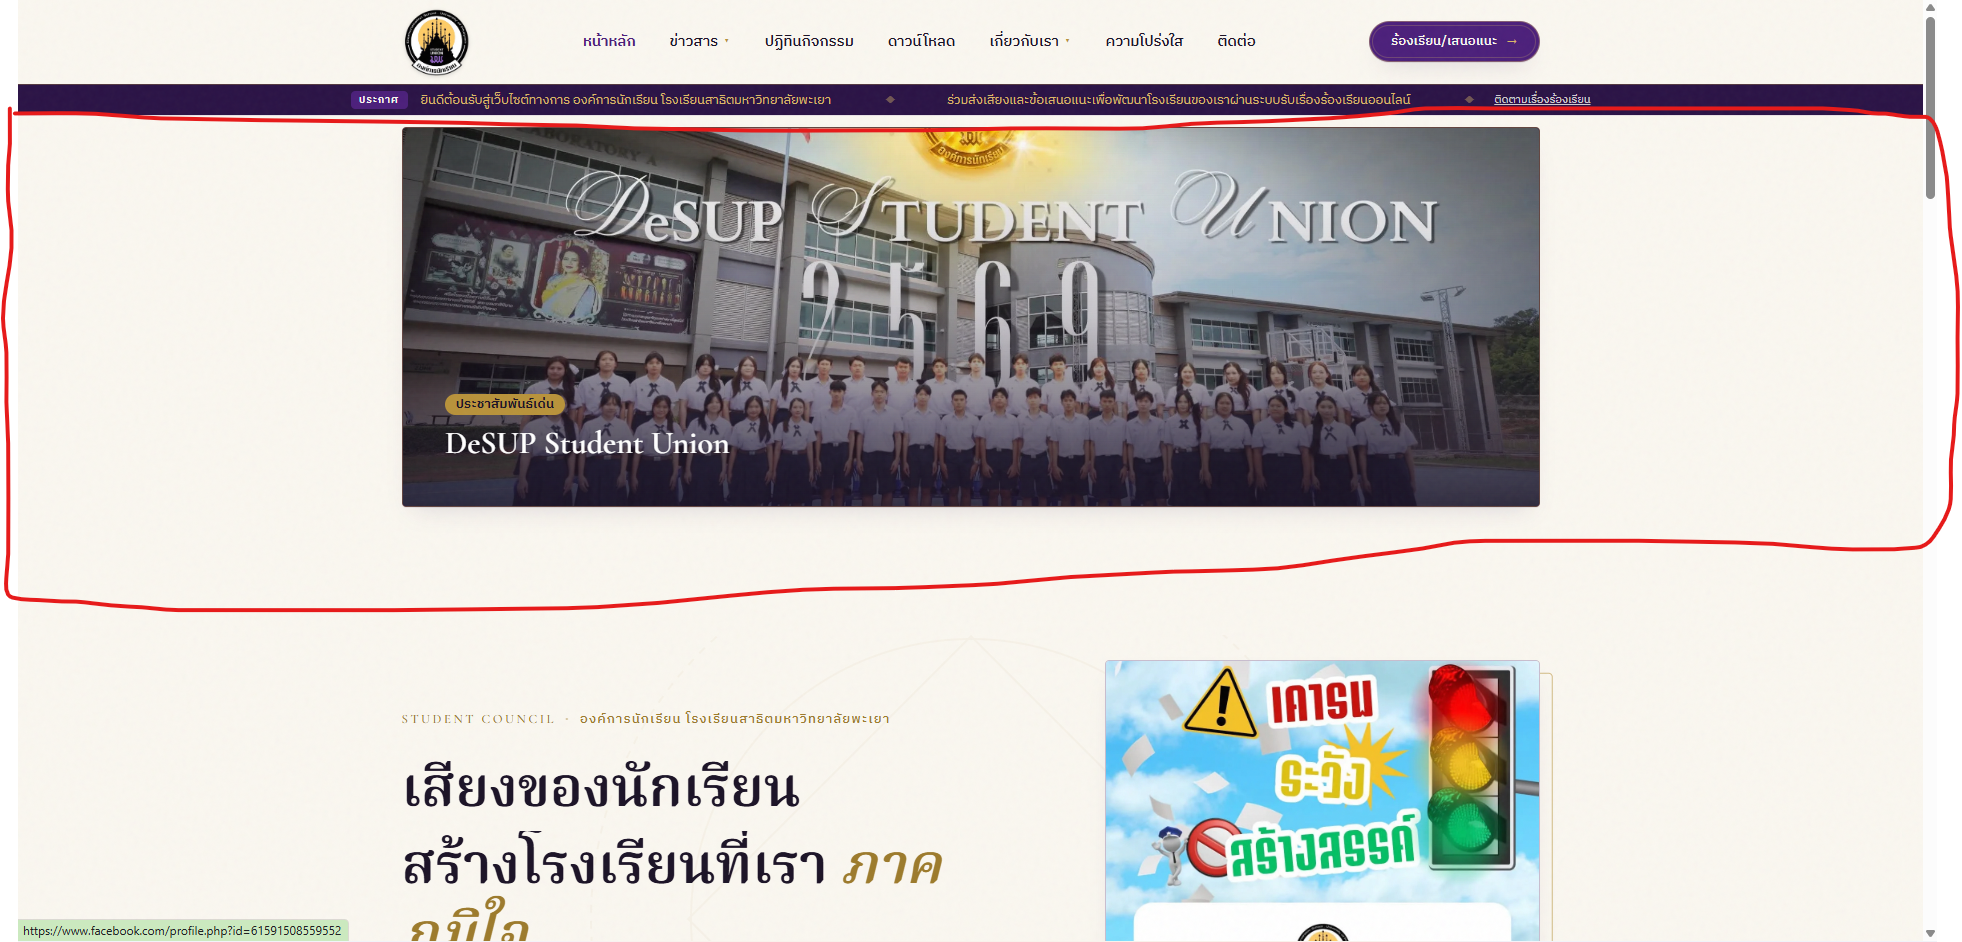 หน้าหลัก ข่าวสาร ปฏิทินกิจกรรม ดาวน์โหลด เกี่ยวกับเรา ความโปร่งใส ติดต่อ
ร้องเรียน/เสนอแนะ →
ประกาศ ยินดีต้อนรับสู่เว็บไซต์ทางการ องค์การนักเรียน โรงเรียนสาธิตมหาวิทยาลัยพะเยา ◆ ร่วมส่งเสียงและข้อเสนอแนะเพื่อพัฒนาโรงเรียนของเราผ่านระบบรับเรื่องร้องเรียนออนไลน์ ◆ ติดตามเรื่องร้องเรียน
องค์การนักเรียน
DeSUP Student Union
2569
ประชาสัมพันธ์เด่น
DeSUP Student Union
STUDENT COUNCIL · องค์การนักเรียน โรงเรียนสาธิตมหาวิทยาลัยพะเยา
เสียงของนักเรียน
สร้างโรงเรียนที่เรา ภาค
ภูมิใจ
เคารพ
ระวัง
สร้างสรรค์
https://www.facebook.com/profile.php?id=61591508559552